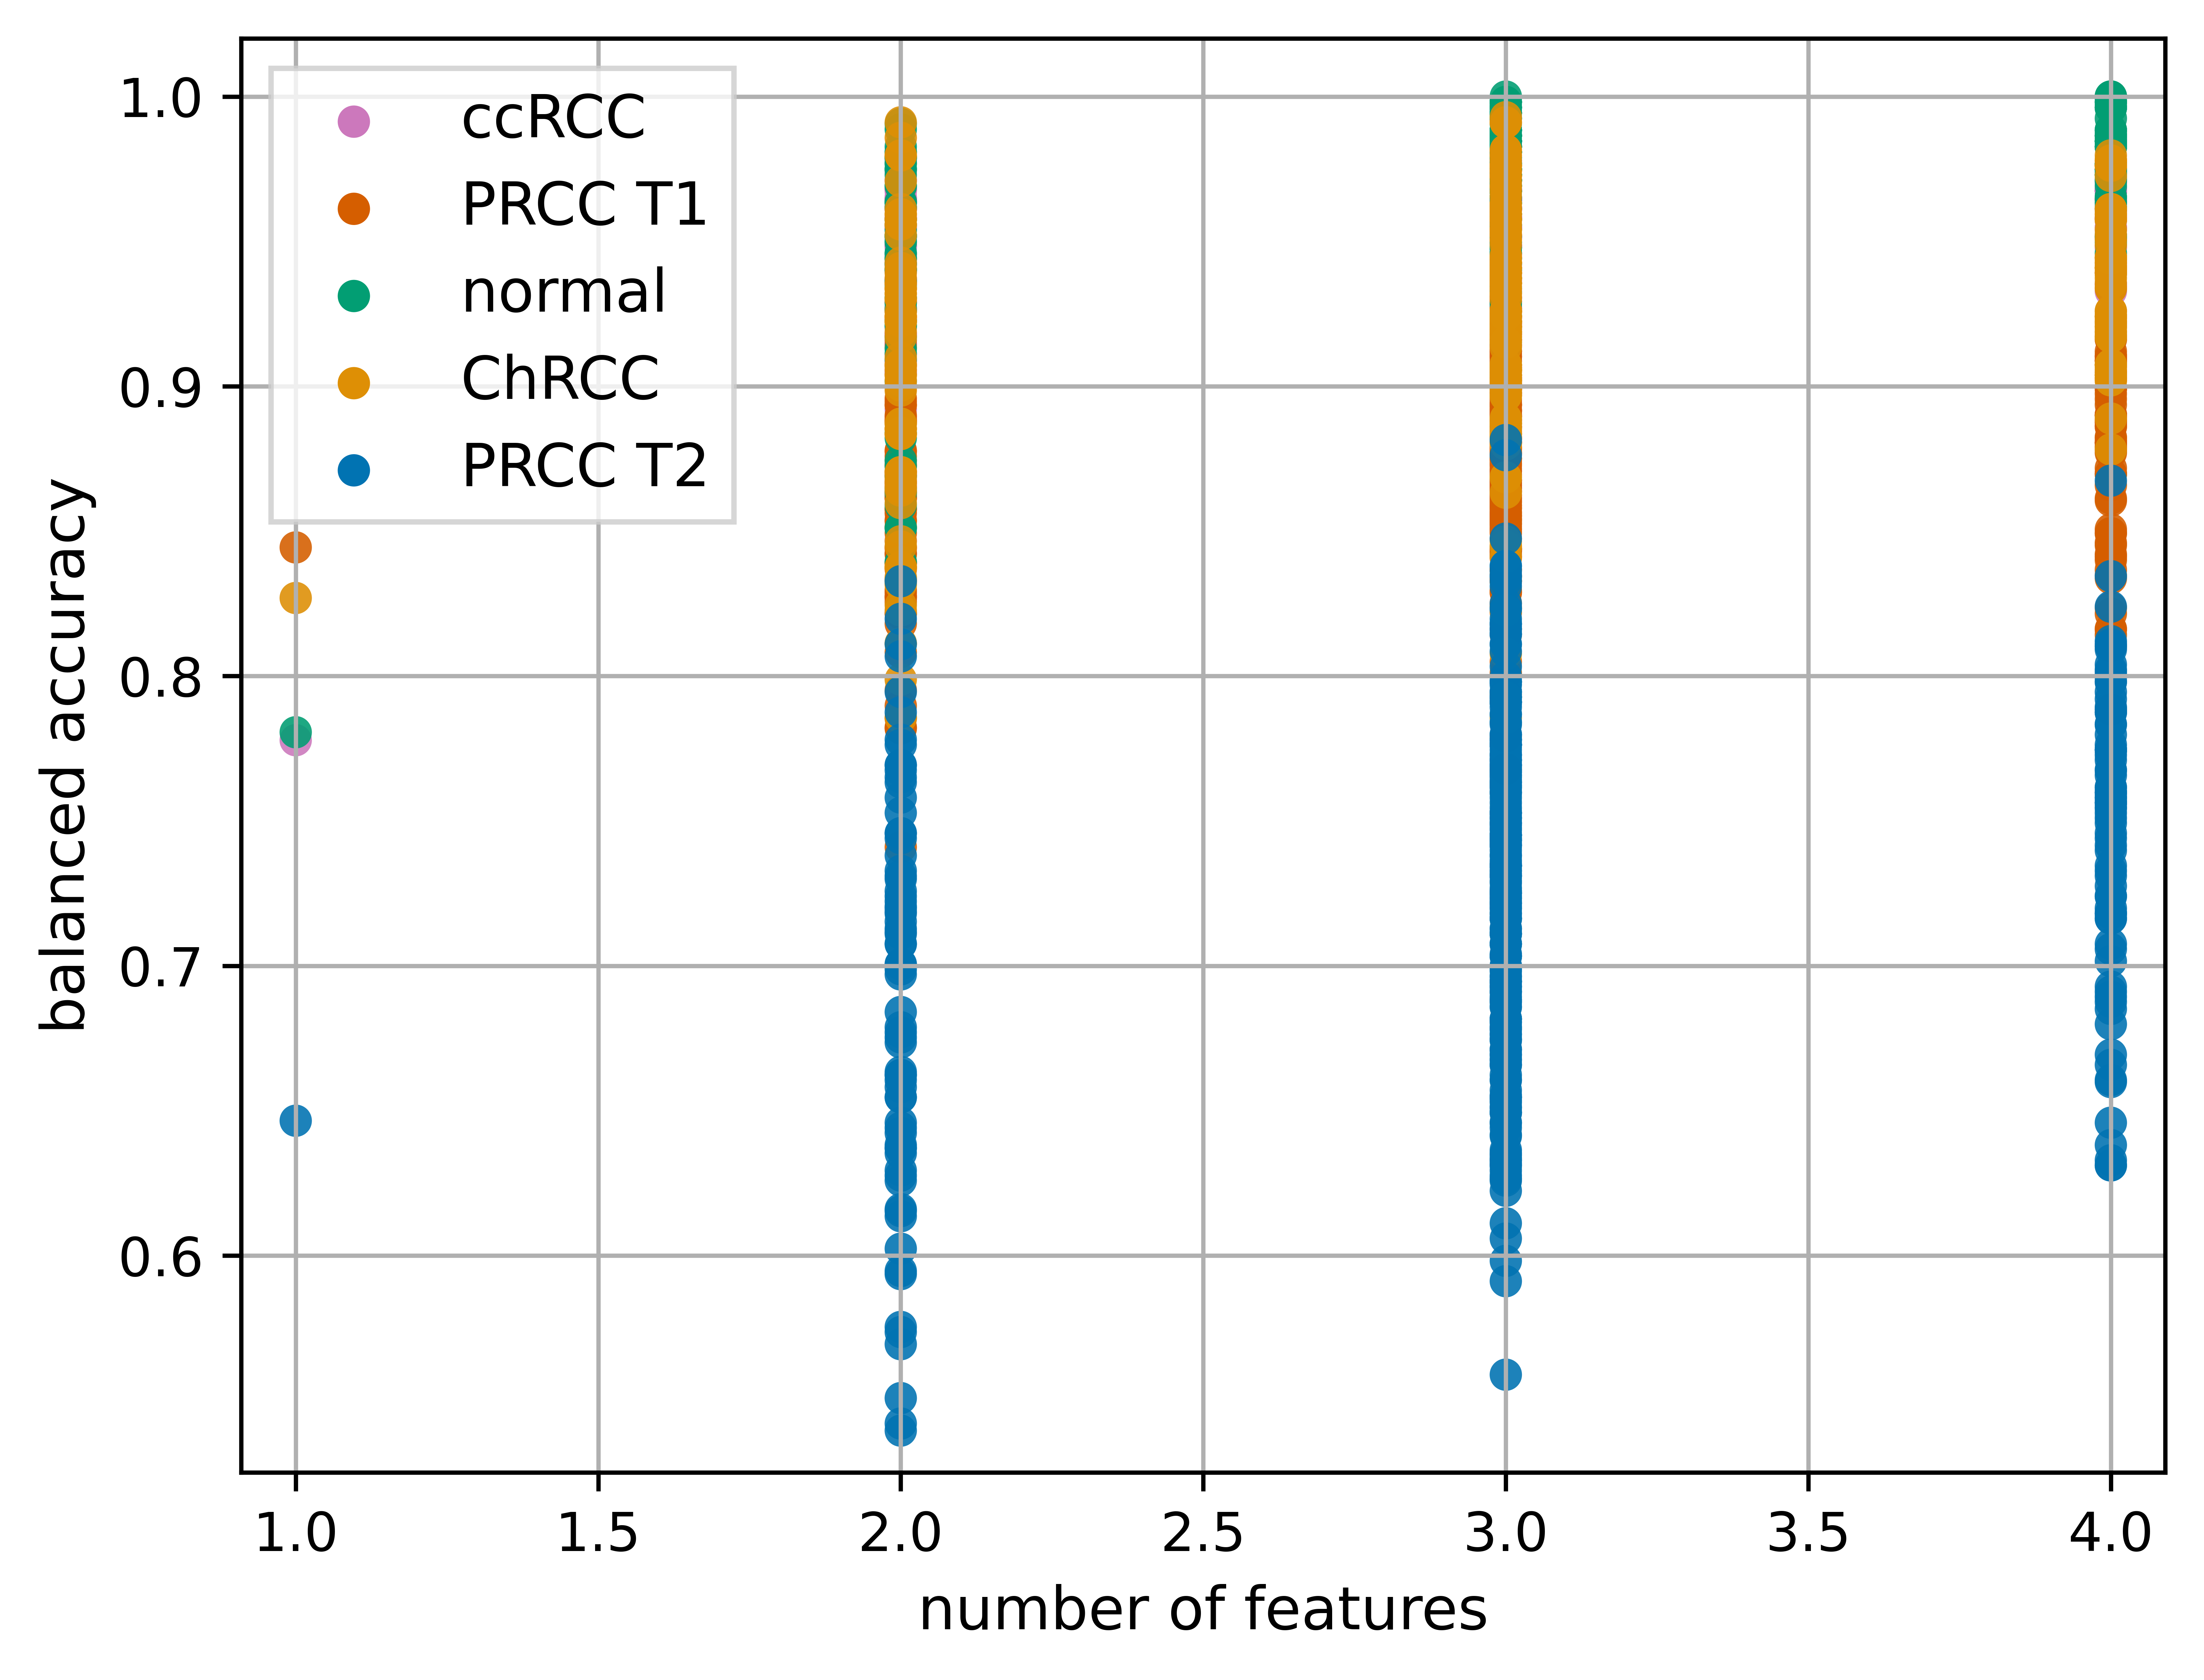 ccRCC
PRCC T1
normal
ChRCC
PRCC T2
1.0
0.9
0.8
0.7
0.6
balanced accuracy
1.0 1.5 2.0 2.5 3.0 3.5 4.0
number of features